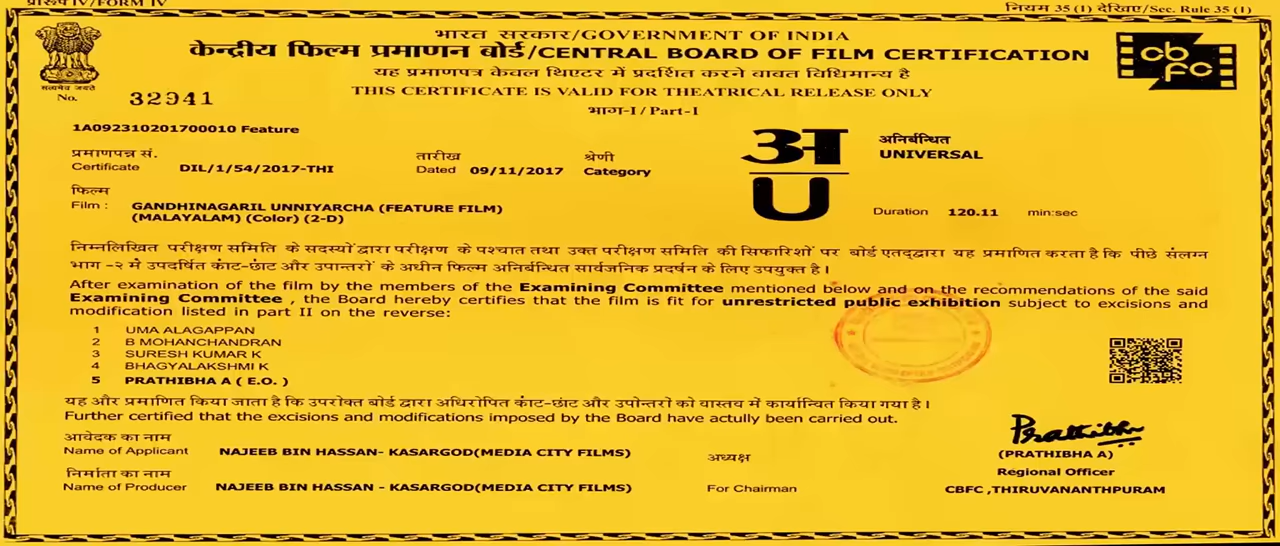 प्रारूप IV/FORM IV
नियम 35 (1) देखिए/Sec. Rule 35 (1)
भारत सरकार/GOVERNMENT OF INDIA
केन्द्रीय फिल्म प्रमाणन बोर्ड/CENTRAL BOARD OF FILM CERTIFICATION
cb
fc
यह प्रमाणपत्र केवल थिएटर में प्रदर्शित करने वावत विधिमान्य है
सत्यमेव जयते
THIS CERTIFICATE IS VALID FOR THEATRICAL RELEASE ONLY
No. 32941
भाग-I/Part-I
1A092310201700010 Feature
प्रमाणपत्र सं. तारीख श्रेणी
Certificate DIL/1/54/2017-THI Dated 09/11/2017 Category
अ
U
अनिर्बन्धित
UNIVERSAL
फिल्म
Film : GANDHINAGARIL UNNIYARCHA (FEATURE FILM)
(MALAYALAM) (Color) (2-D)
Duration 120.11 min:sec
निम्नलिखित परीक्षण समिति के सदस्यों द्वारा परीक्षण के पश्चात तथा उक्त परीक्षण समिति की सिफारिशों पर बोर्ड एतद्द्वारा यह प्रमाणित करता है कि पीछे संलग्न
भाग -२ में उपदर्षित कांट-छांट और उपान्तरों के अधीन फिल्म अनिर्बन्धित सार्वजनिक प्रदर्षन के लिए उपयुक्त है।
After examination of the film by the members of the Examining Committee mentioned below and on the recommendations of the said
Examining Committee , the Board hereby certifies that the film is fit for unrestricted public exhibition subject to excisions and
modification listed in part II on the reverse:
1 UMA ALAGAPPAN
2 B MOHANCHANDRAN
3 SURESH KUMAR K
4 BHAGYALAKSHMI K
5 PRATHIBHA A ( E.O. )
यह और प्रमाणित किया जाता है कि उपरोक्त बोर्ड द्वारा अधिरोपित कांट-छांट और उपोन्तरों को वास्तव में कार्यान्वित किया गया है।
Further certified that the excisions and modifications imposed by the Board have actully been carried out.
आवेदक का नाम
Name of Applicant NAJEEB BIN HASSAN- KASARGOD(MEDIA CITY FILMS)
अध्यक्ष
Prathibha
(PRATHIBHA A)
निर्माता का नाम
Regional Officer
Name of Producer NAJEEB BIN HASSAN - KASARGOD(MEDIA CITY FILMS)
For Chairman
CBFC ,THIRUVANANTHPURAM